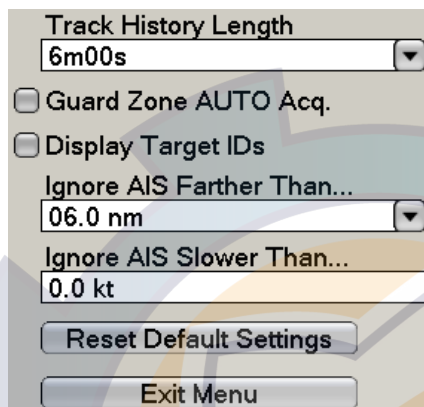 Track History Length
6m00s
Guard Zone AUTO Acq.
Display Target IDs
Ignore AIS Farther Than...
06.0 nm
Ignore AIS Slower Than...
0.0 kt
Reset Default Settings
Exit Menu